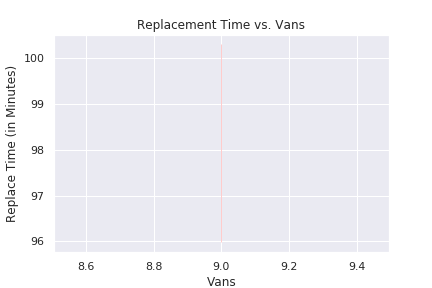 Replacement Time vs. Vans
100
99
98
97
96
Replace Time (in Minutes)
8.6 8.8 9.0 9.2 9.4
Vans